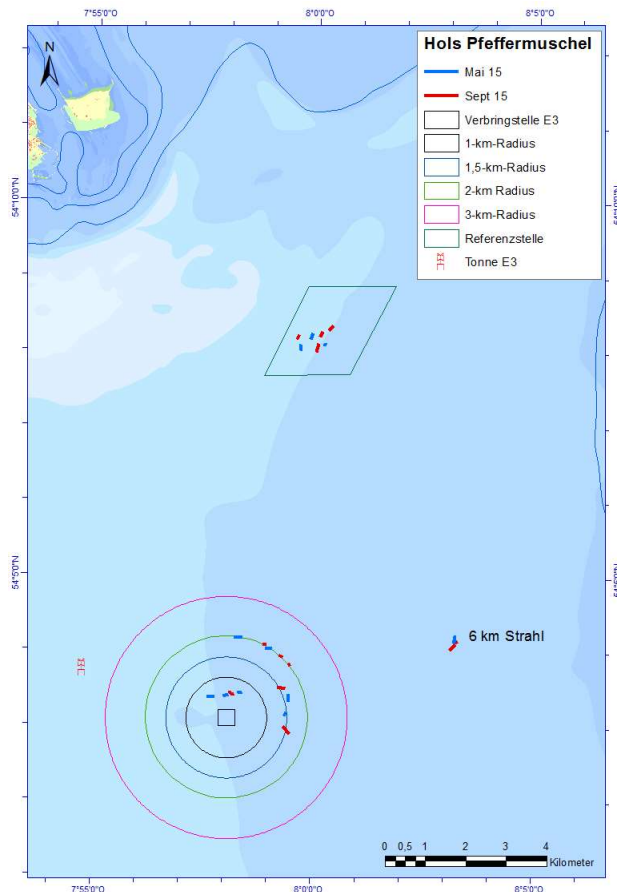 7°55'0"O
8°0'0"O
8°5'0"O
N
Hols Pfeffermuschel
Mai 15
Sept 15
Verbringstelle E3
1-km-Radius
1,5-km-Radius
2-km Radius
3-km-Radius
Referenzstelle
Tonne E3
54°10'0"N
54°10'0"N
54°5'0"N
54°5'0"N
6 km Strahl
0 0,5 1 2 3 4
Kilometer
7°55'0"O
8°0'0"O
8°5'0"O